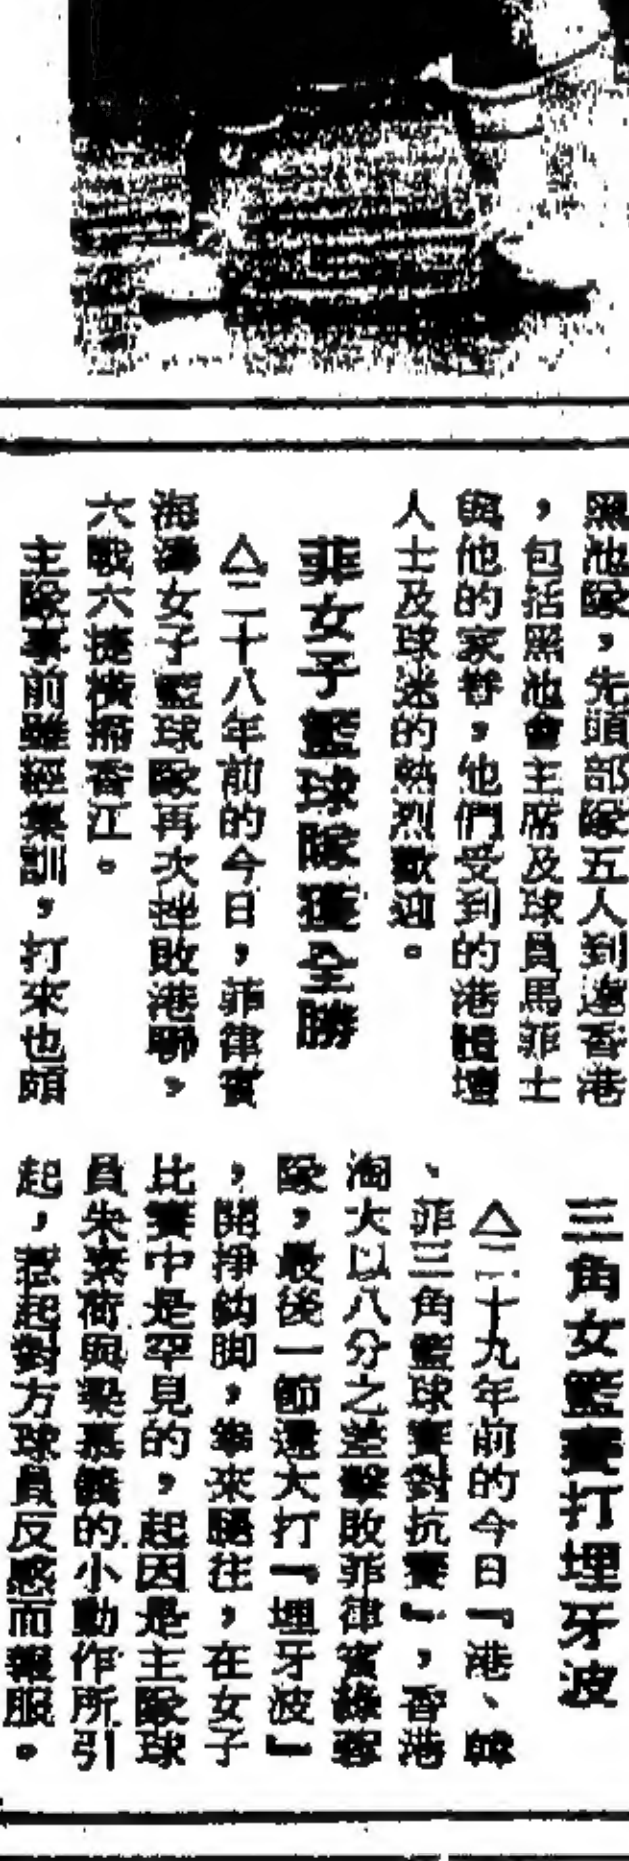 黑池隊，先頭部隊五人到達香港
，包括黑池會主席及球員馬菲士
與他的家眷，他們受到的港體壇
人士及球迷的熱烈歡迎。
菲女子籃球隊獲全勝
△二十八年前的今日，菲律賓
海濤女子籃球隊再次挫敗港聯，
六戰六捷橫掃香江。
主隊事前雖經集訓，打來也頗
三角女籃賽打埋牙波
△二十九年前的今日『港、韓
、菲三角籃球賽對抗賽』，香港
淘大以八分之差擊敗菲律賓
隊，最後一節還大打『埋牙波』
，開掙鈎脚，拳來腿往，在女子
比賽中是罕見的，起因是主隊球
員朱素荷與梁慕儀的小動作所引
起，惹起對方球員反感而報服。